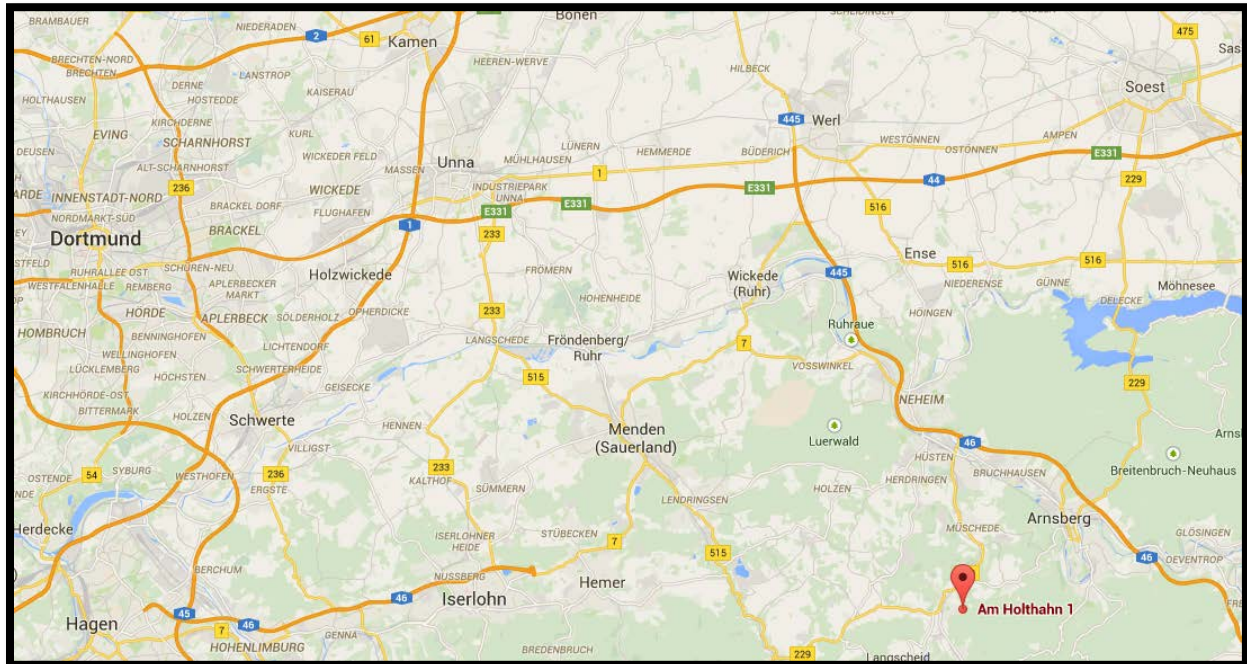 BRAMBAUER
NIEDERADEN
2
61
Kamen
Bönen
475
BRECHTEN-NORD
BRECHTEN
LANSTROP
HEEREN-WERVE
HILBECK
Soest
DERNE
KAISERAU
HOLTHAUSEN
HOSTEDDE
KIRCHDERNE
EVING
SCHARNHORST
KURL
445
Werl
AMPEN
DEUSEN
ALT-SCHARNHORST
WICKEDER FELD
MASSEN
Unna
LÜNERN
MÜHLHAUSEN
HEMMERDE
BÜDERICH
WESTÖNNEN
OSTÖNNEN
E331
236
1
44
229
INNENSTADT-NORD
WICKEDE
INDUSTRIEPARK
UNNA
E331
E331
BRACKEL DORF
FLUGHAFEN
NORDMARKT-SÜD
BRACKEL
1
E331
516
Dortmund
233
RUHRALLEE OST
SCHÜREN-NEU
Holzwickede
FRÖMERN
Wickede
(Ruhr)
445
Ense
516
516
WESTFALENHALLE
REMBERG
APLERBECKER
MARKT
NIEDERENSE
GÜNNE
Möhnesee
HÖRDE
APLERBECK
SÖLDERHOLZ
OPHERDICKE
233
HOHENHEIDE
DELECKE
HOMBRUCH
BENNINGHOFEN
LICHTENDORF
LANGSCHEDE
Fröndenberg/
Ruhr
Ruhraue
HÖINGEN
WELLINGHOFEN
7
LÜCKLEMBERG
HÖCHSTEN
SCHWERTERHEIDE
GEISECKE
515
VOSSWINKEL
229
KIRCHHÖRDE-OST
BITTERMARK
HOLZEN
Schwerte
HENNEN
Menden
(Sauerland)
NEHEIM
Luerwald
46
VILLIGST
HÜSTEN
BRUCHHAUSEN
Breitenbruch-Neuhaus
54
SYBURG
WESTHOFEN
236
233
OSTENDE
ERGSTE
KALTHOF
SÜMMERN
LENDRINGSEN
HOLZEN
HERDRINGEN
Herdecke
MÜSCHEDE
Arnsberg
ISERLOHNER
HEIDE
STÜBECKEN
7
515
GLÖSINGEN
46
OEVENTROP
BERCHUM
NUSSBERG
Hemer
46
Iserlohn
45
Am Holthahn 1
Hagen
7
46
GENNA
HOHENLIMBURG
BREDENBRUCH
229
Langscheid